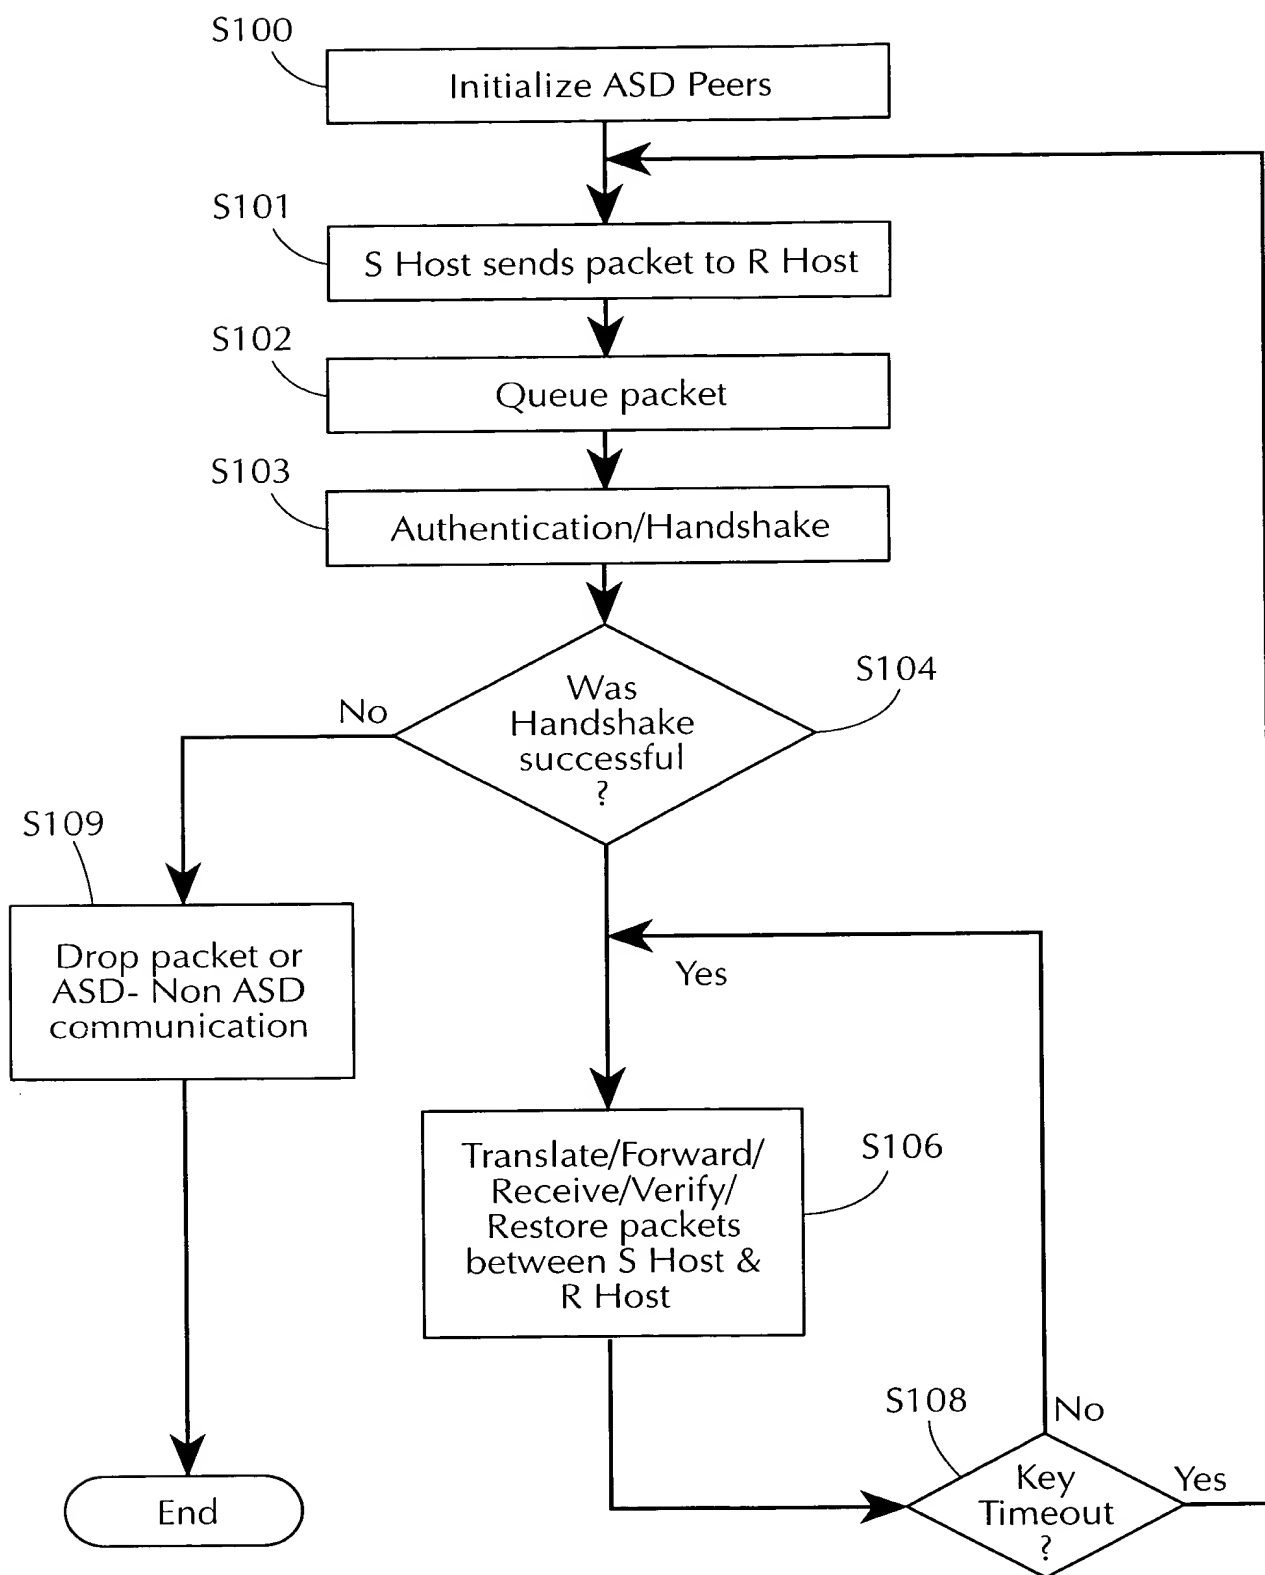 S100
Initialize ASD Peers
S101
S Host sends packet to R Host
S102
Queue packet
S103
Authentication/Handshake
S104
Was
Handshake
successful
?
No
S109
Drop packet or
ASD- Non ASD
communication
Yes
Translate/Forward/
Receive/Verify/
Restore packets
between S Host &
R Host
S106
S108
No
Key
Timeout
?
Yes
End